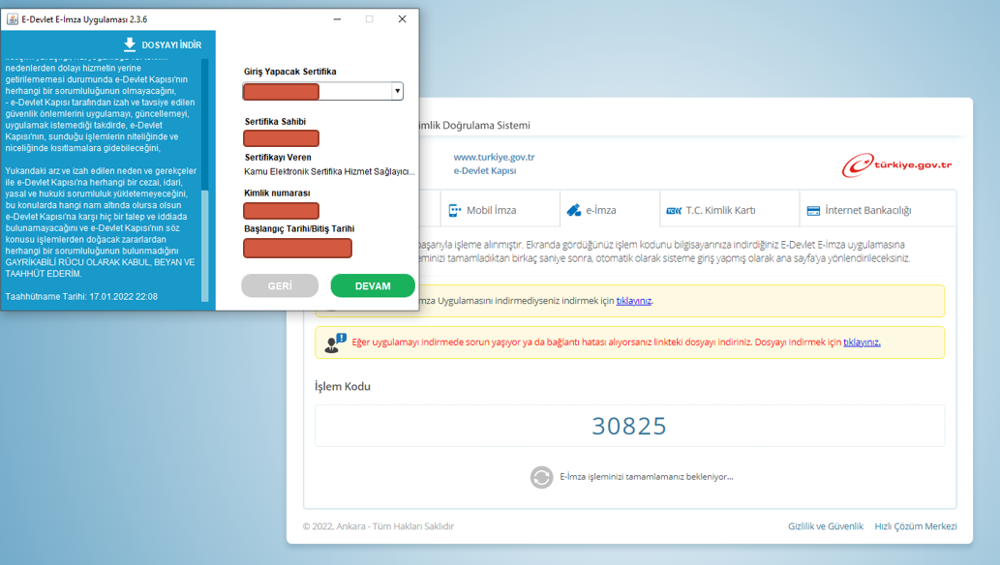 E-Devlet E-İmza Uygulaması 2.3.6
DOSYAYI İNDİR
nedenlerden dolayı hizmetin yerine
getirilememesi durumunda e-Devlet Kapısı'nın
herhangi bir sorumluluğunun olmayacağını,
- e-Devlet Kapısı tarafından izah ve tavsiye edilen
güvenlik önlemlerini uygulamayı, güncellemeyi,
uygulamak istemediği takdirde, e-Devlet
Kapısı'nın, sunduğu işlemlerin niteliğinde ve
niceliğinde kısıtlamalara gidebileceğini,
Yukarıdaki arz ve izah edilen neden ve gerekçeler
ile e-Devlet Kapısı'na herhangi bir cezai, idari,
yasal ve hukuki sorumluluk yükletemeyeceğini,
bu konularda hangi nam altında olursa olsun
e-Devlet Kapısı'na karşı hiç bir talep ve iddiada
bulunamayacağını ve e-Devlet Kapısı'nın söz
konusu işlemlerden doğacak zararlardan
herhangi bir sorumluluğunun bulunmadığını
GAYRİKABİLİ RÜCU OLARAK KABUL, BEYAN VE
TAAHHÜT EDERİM.
Taahhütname Tarihi: 17.01.2022 22:08
Giriş Yapacak Sertifika
Sertifika Sahibi
Sertifikayı Veren
Kamu Elektronik Sertifika Hizmet Sağlayıcı...
Kimlik numarası
Başlangıç Tarihi/Bitiş Tarihi
GERİ
DEVAM
imlik Doğrulama Sistemi
www.turkiye.gov.tr
e-Devlet Kapısı
türkiye.gov.tr
Mobil İmza
e-İmza
T.C. Kimlik Kartı
İnternet Bankacılığı
aşarıyla işleme alınmıştır. Ekranda gördüğünüz işlem kodunu bilgisayarınıza indirdiğiniz E-Devlet E-İmza uygulamasına
eminizi tamamladıktan birkaç saniye sonra, otomatik olarak sisteme giriş yapmış olarak ana sayfa'ya yönlendirileceksiniz.
mza Uygulamasını indirmediyseniz indirmek için tıklayınız.
Eğer uygulamayı indirmede sorun yaşıyor ya da bağlantı hatası alıyorsanız linkteki dosyayı indiriniz. Dosyayı indirmek için tıklayınız.
İşlem Kodu
30825
E-İmza işleminizi tamamlamanız bekleniyor...
© 2022, Ankara - Tüm Hakları Saklıdır
Gizlilik ve Güvenlik
Hızlı Çözüm Merkezi